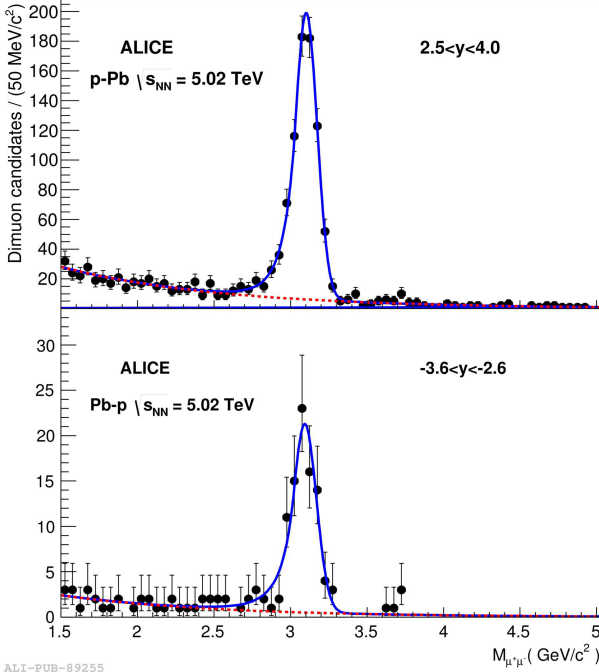 200
180
160
140
120
100
80
60
40
20
Dimuon candidates / (50 MeV/c²)
ALICE
2.5<y<4.0
p-Pb √sNN = 5.02 TeV
30
25
20
15
10
5
0
ALICE
-3.6<y<-2.6
Pb-p √sNN = 5.02 TeV
1.5 2 2.5 3 3.5 4 4.5 5
Mμ⁺μ⁻ ( GeV/c² )
ALI-PUB-89255